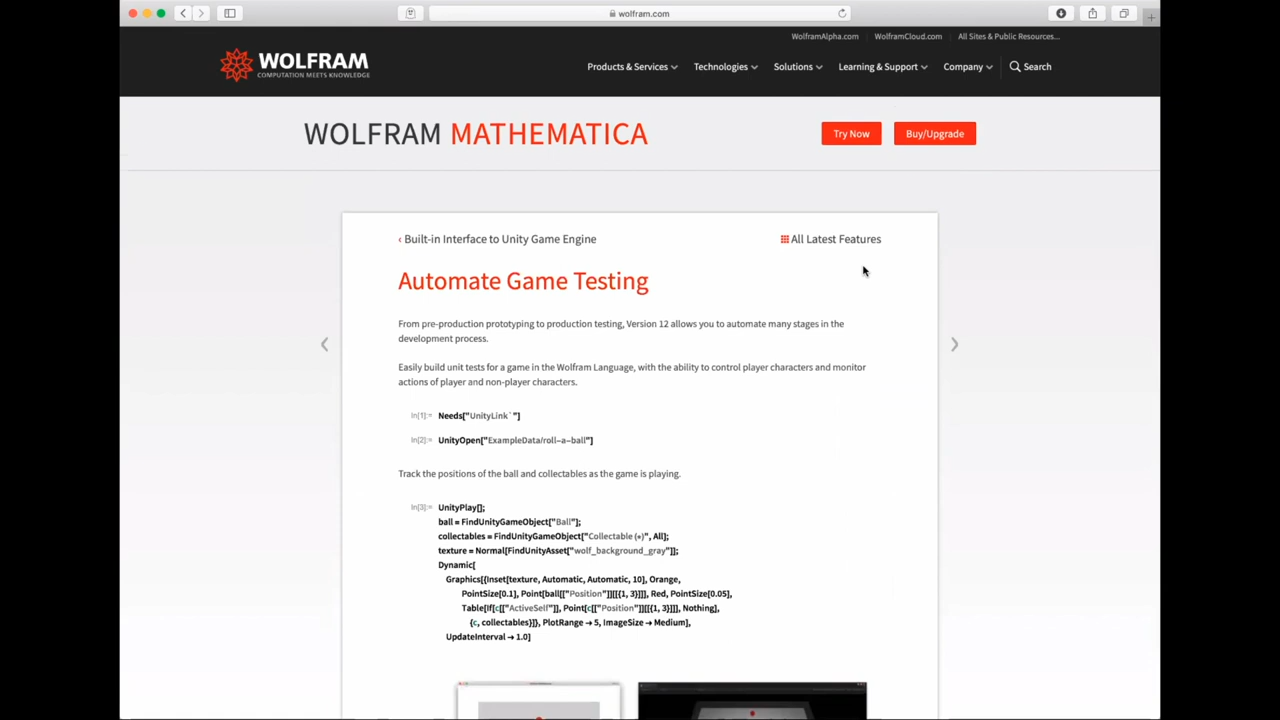 wolfram.com
WolframAlpha.com
WolframCloud.com
All Sites & Public Resources...
WOLFRAM
COMPUTATION MEETS KNOWLEDGE
Products & Services
Technologies
Solutions
Learning & Support
Company
Search
WOLFRAM MATHEMATICA
Try Now
Buy/Upgrade
‹ Built-in Interface to Unity Game Engine
All Latest Features
Automate Game Testing
From pre-production prototyping to production testing, Version 12 allows you to automate many stages in the
development process.
Easily build unit tests for a game in the Wolfram Language, with the ability to control player characters and monitor
actions of player and non-player characters.
In[1]:= Needs["UnityLink`"]
In[2]:= UnityOpen["ExampleData/roll-a-ball"]
Track the positions of the ball and collectables as the game is playing.
In[3]:= UnityPlay[];
ball = FindUnityGameObject["Ball"];
collectables = FindUnityGameObject["Collectable (*)", All];
texture = Normal[FindUnityAsset["wolf_background_gray"]];
Dynamic[
Graphics[{Inset[texture, Automatic, Automatic, 10], Orange,
PointSize[0.1], Point[ball[["Position"]][[{1, 3}]]], Red, PointSize[0.05],
Table[If[c[["ActiveSelf"]], Point[c[["Position"]][[{1, 3}]]], Nothing],
{c, collectables}]}, PlotRange → 5, ImageSize → Medium],
UpdateInterval → 1.0]